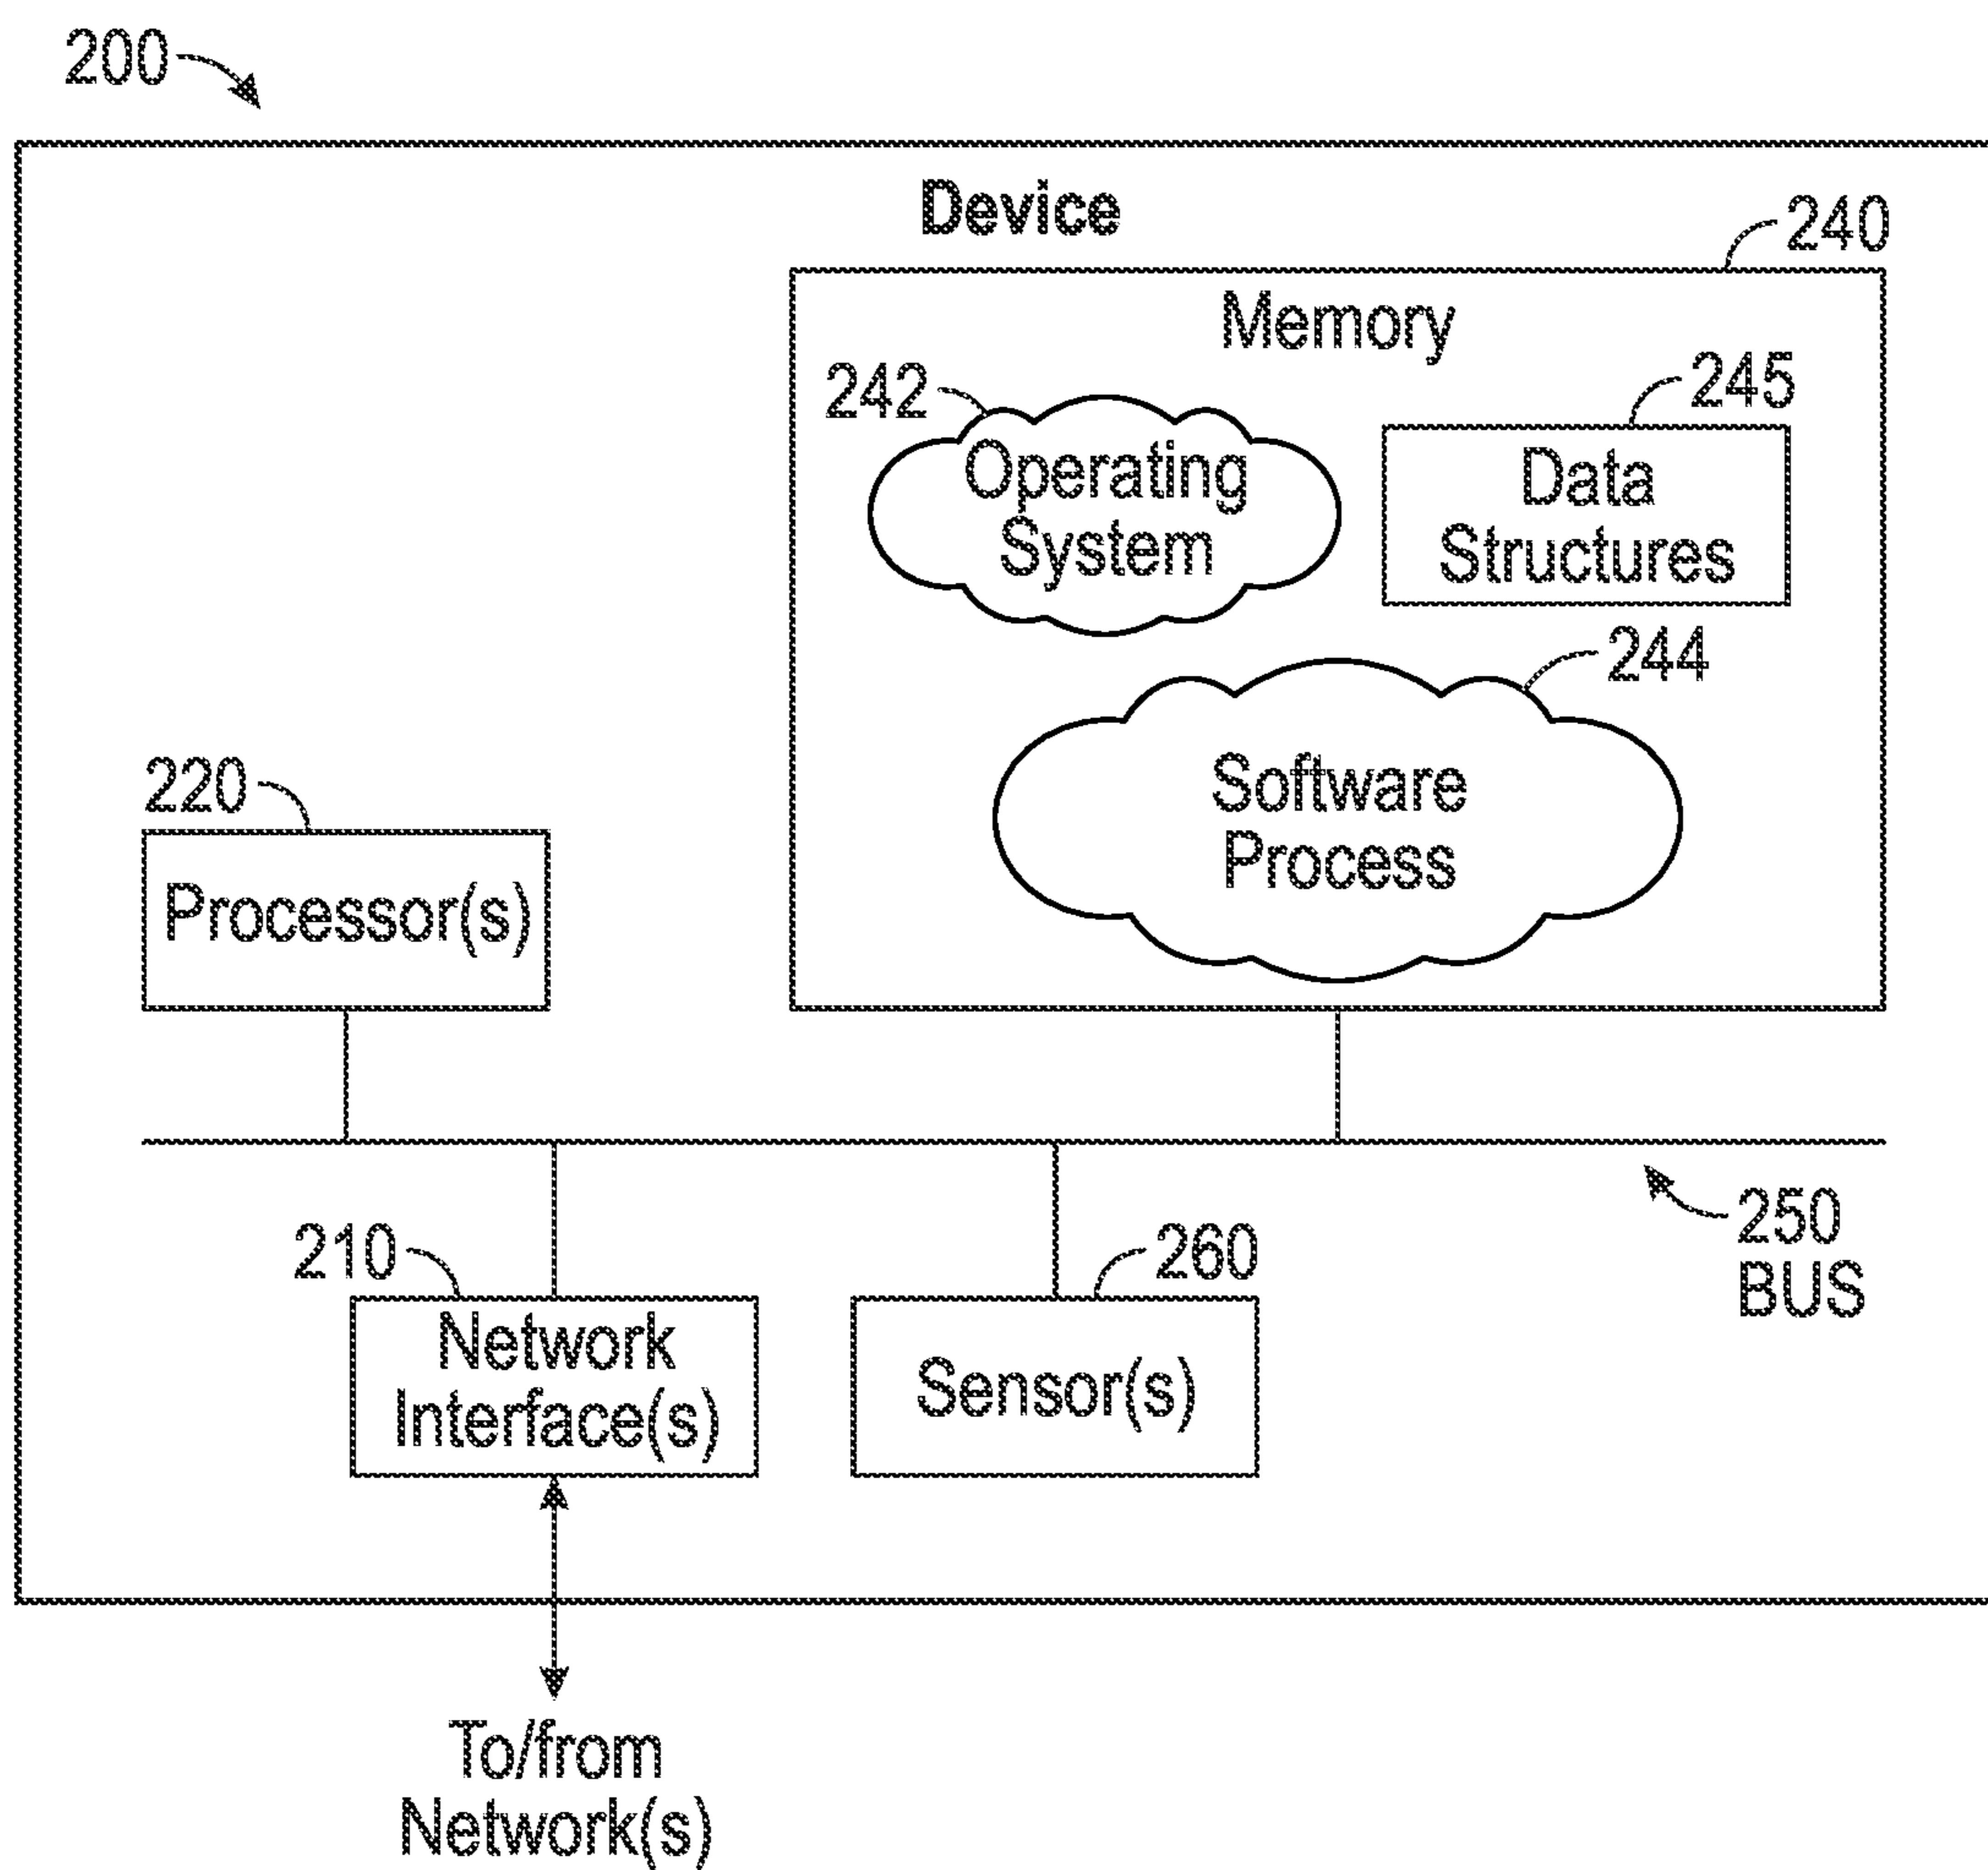 200
Device
240
Memory
242
245
Operating
System
Data
Structures
244
Software
Process
220
Processor(s)
250
BUS
210
260
Network
Interface(s)
Sensor(s)
To/from
Network(s)